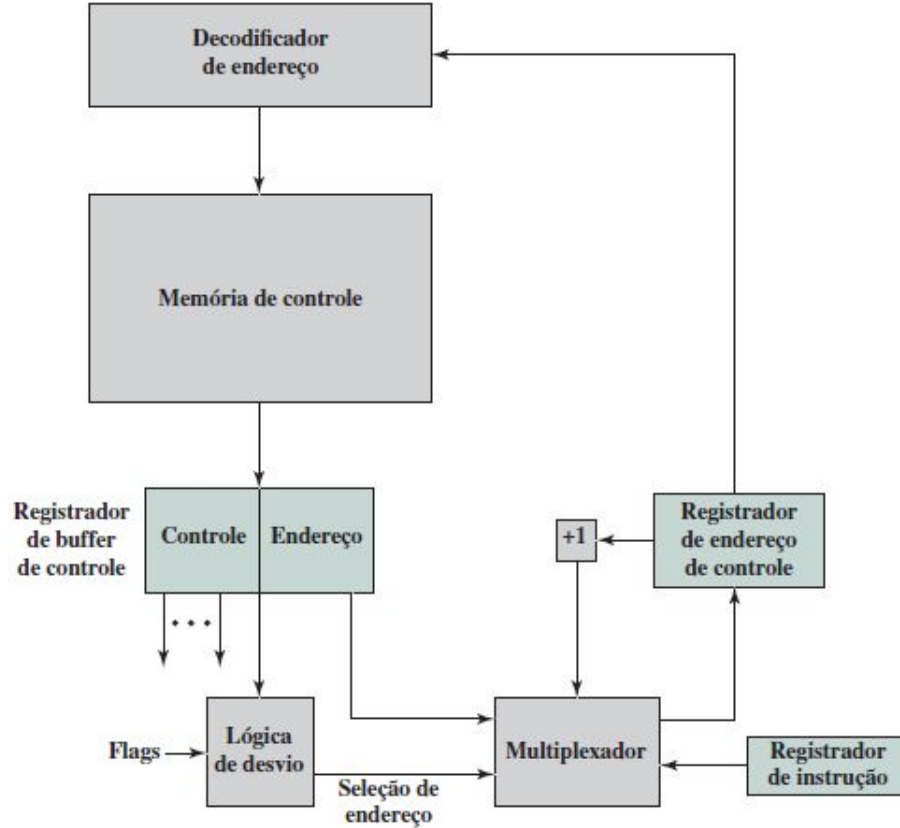 Decodificador
de endereço
Memória de controle
Registrador
de buffer
de controle
Controle
Endereço
+1
Registrador
de endereço
de controle
Flags
Lógica
de desvio
Seleção de
endereço
Multiplexador
Registrador
de instrução